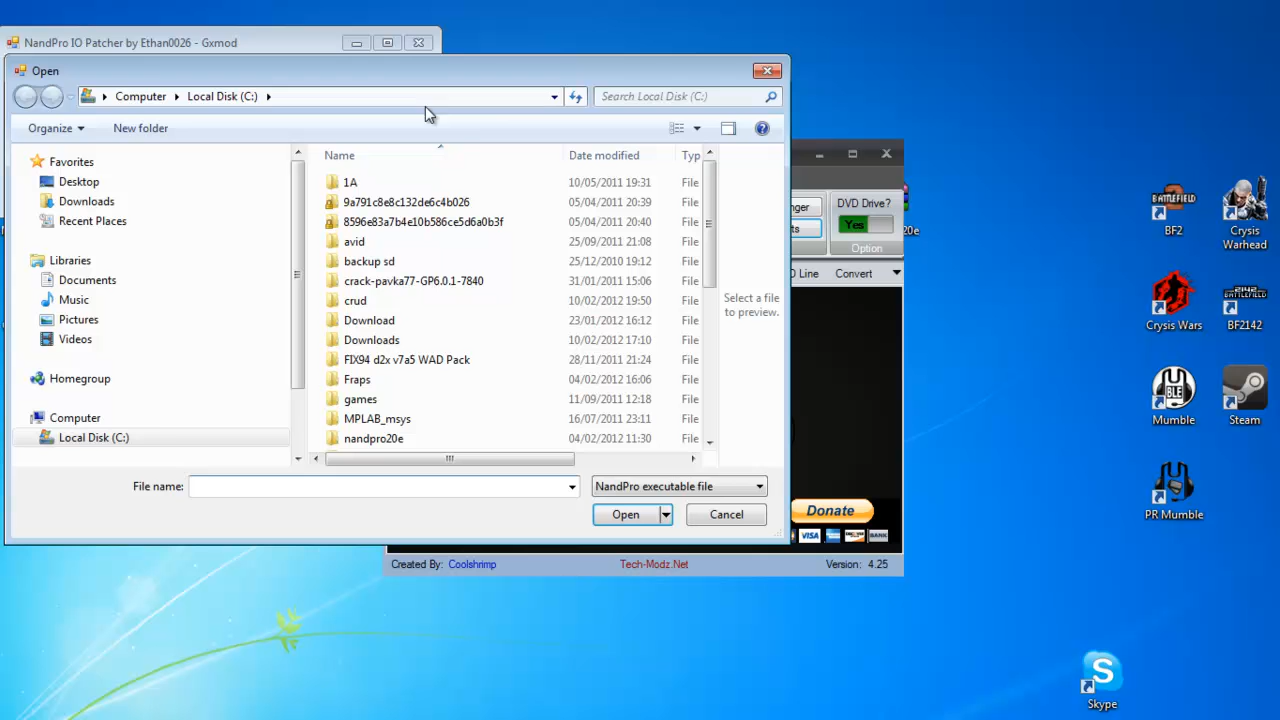 NandPro IO Patcher by Ethan0026 - Gxmod
Open
Computer
Local Disk (C:)
Search Local Disk (C:)
Organize
New folder
Favorites
Desktop
Downloads
Recent Places
Libraries
Documents
Music
Pictures
Videos
Homegroup
Computer
Local Disk (C:)
Name Date modified Typ
1A 10/05/2011 19:31 File
9a791c8e8c132de6c4b026 05/04/2011 20:39 File
8596e83a7b4e10b586ce5d6a0b3f 05/04/2011 20:40 File
avid 25/09/2011 21:08 File
backup sd 25/12/2010 19:12 File
crack-pavka77-GP6.0.1-7840 31/01/2011 15:06 File
crud 10/02/2012 19:50 File
Download 23/01/2012 16:12 File
Downloads 10/02/2012 17:10 File
FIX94 d2x v7a5 WAD Pack 28/11/2011 21:24 File
Fraps 04/02/2012 16:06 File
games 11/09/2011 12:18 File
MPLAB_msys 16/07/2011 23:11 File
nandpro20e 04/02/2012 11:30 File
Select a file
to preview.
File name:
NandPro executable file
Open
Cancel
nger
ts
DVD Drive?
Yes
Option
20e
D Line
Convert
Donate
VISA
BANK
Created By: Coolshrimp
Tech-Modz.Net
Version: 4.25
BATTLEFIELD
BF2
Crysis
Warhead
Crysis Wars
BATTLEFIELD
BF2142
BLE
Mumble
Steam
PR Mumble
S
Skype